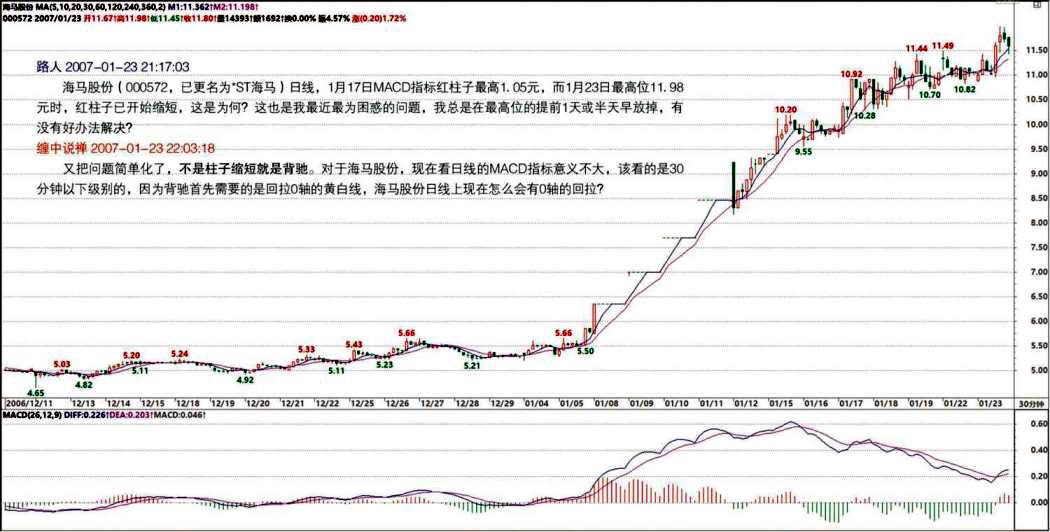 海马股份 MA(5,10,20,30,60,120,240,360,2) M1:11.362↑M2:11.198↑
000572 2007/01/23 开11.67↑高11.98↑低11.45↑收11.80↑量14393↑额1692↑换0.00% 振4.57% 涨(0.20)1.72%
路人 2007-01-23 21:17:03
海马股份(000572，已更名为"ST海马)日线，1月17日MACD指标红柱子最高1.05元，而1月23日最高位11.98
元时，红柱子已开始缩短，这是为何？这也是我最近最为困惑的问题，我总是在最高位的提前1天或半天早放掉，有
没有好办法解决？
缠中说禅 2007-01-23 22:03:18
又把问题简单化了，不是柱子缩短就是背驰。对于海马股份，现在看日线的MACD指标意义不大，该看的是30
分钟以下级别的，因为背驰首先需要的是回拉0轴的黄白线，海马股份日线上现在怎么会有0轴的回拉？
11.44 11.49
11.50
11.00
10.92
10.70 10.82
10.50
10.20 10.28
10.00
9.55
9.50
9.00
8.50
8.00
7.50
7.00
6.50
6.00
5.66 5.66
5.50 5.50
5.03 5.20 5.24 5.33 5.43
5.11 5.11 5.23 5.21
5.00
4.65 4.82 4.92
2006/12/11 12/13 12/14 12/18 12/19 12/20 12/21 12/22 12/25 12/26 12/27 12/28 12/29 01/04 01/05 01/08 01/09 01/10 01/11 01/12 01/15 01/16 01/17 01/18 01/19 01/22 01/23 30分钟
MACD(26,12,9) DIFF:0.226↑DEA:0.203↑MACD:0.046↑
0.60
0.40
0.20
0.00